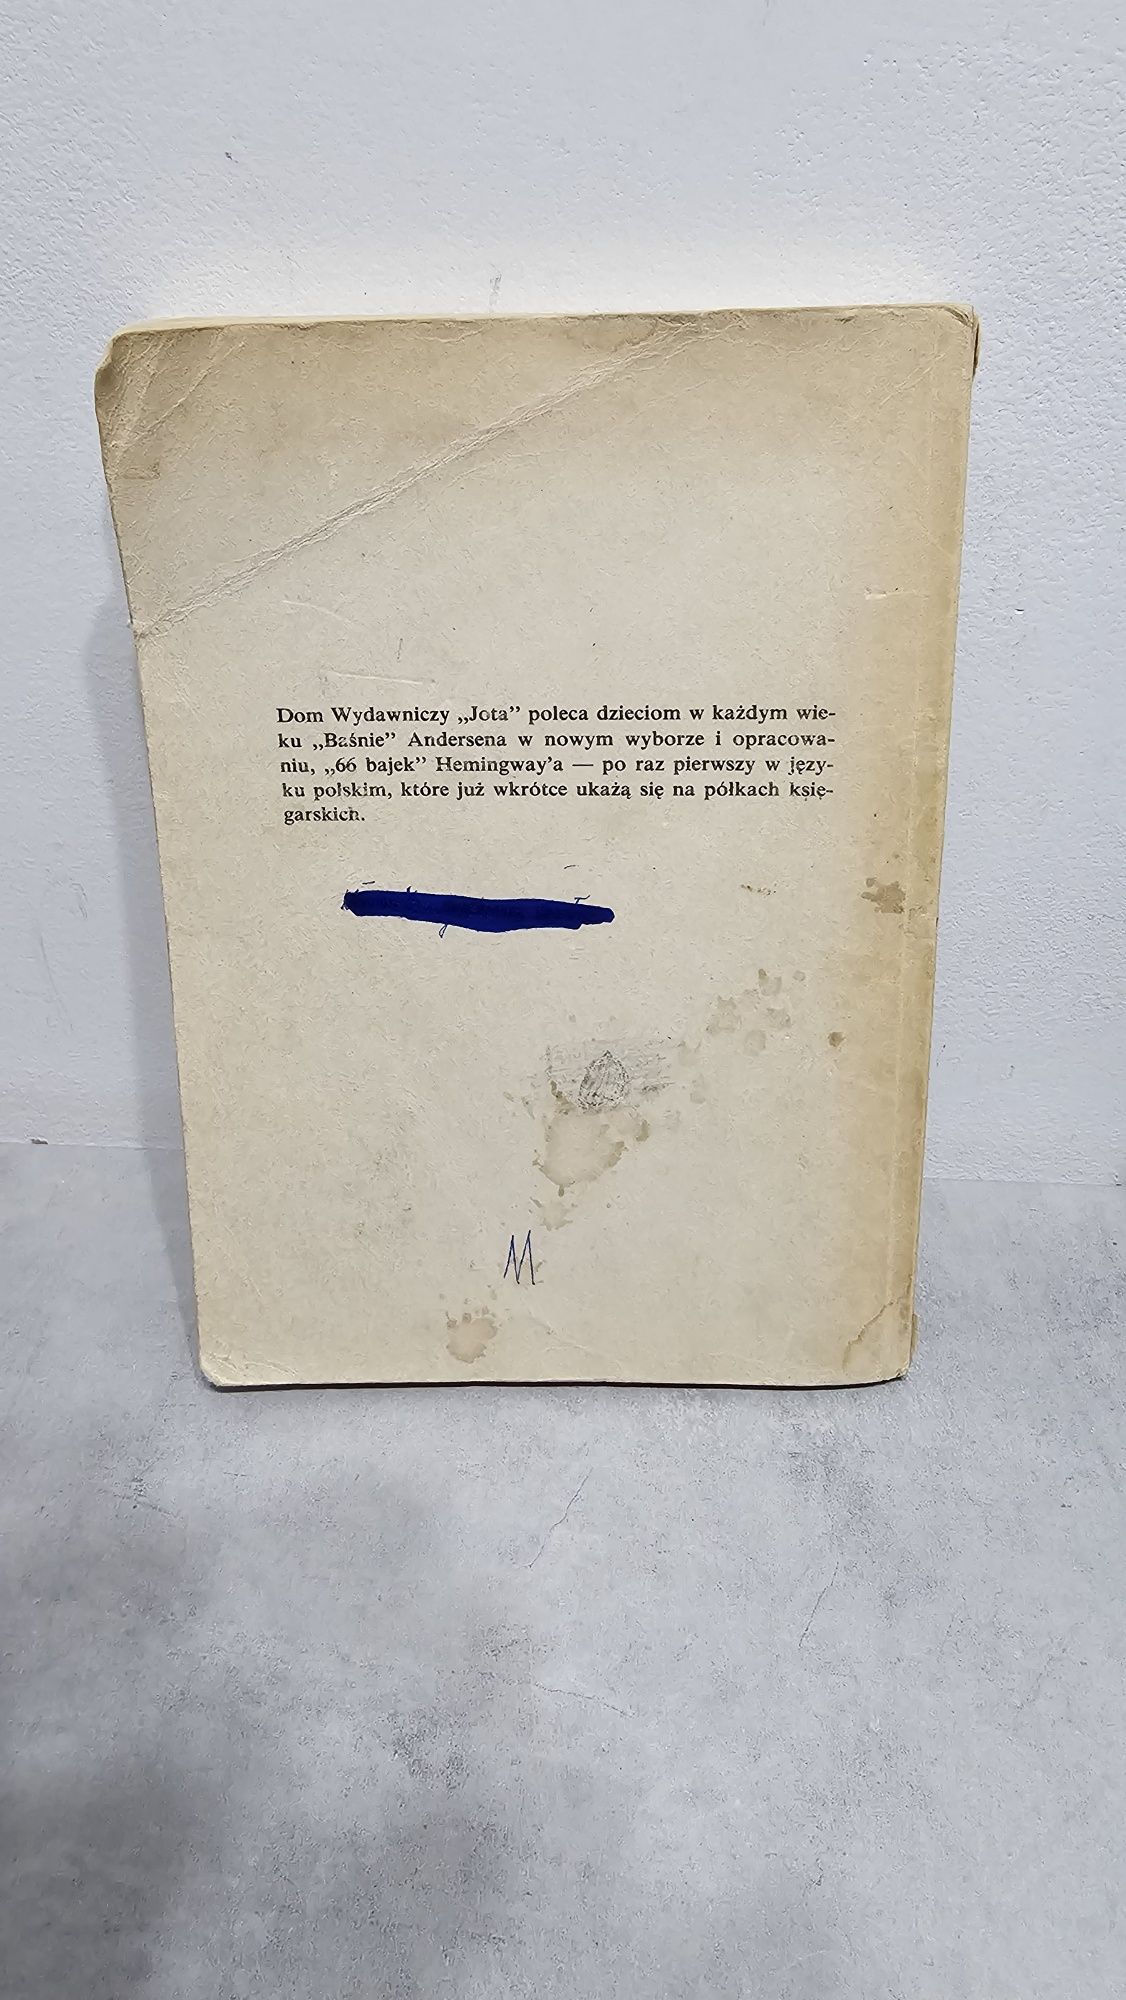 Dom Wydawniczy „Jota” poleca dzieciom w każdym wie-
ku „Baśnie” Andersena w nowym wyborze i opracowa-
niu, „66 bajek” Hemingway’a — po raz pierwszy w języ-
ku polskim, które już wkrótce ukażą się na półkach księ-
garskich.
M